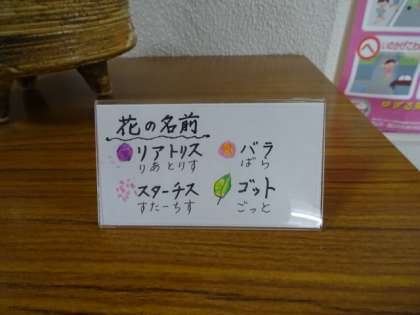 花の名前
リアトリス
りあとりす
バラ
ばら
スターチス
すたーちす
ゴット
ごっと
へ